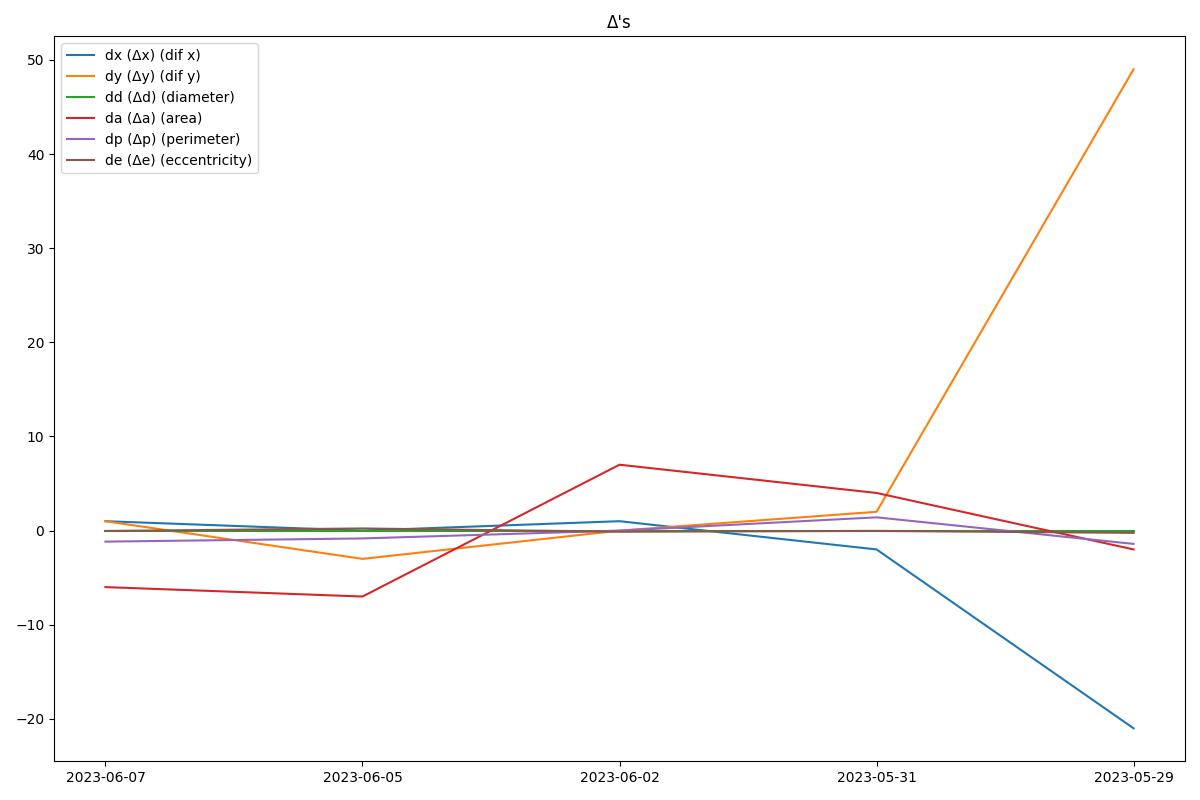 Δ's
dx (Δx) (dif x)
dy (Δy) (dif y)
dd (Δd) (diameter)
da (Δa) (area)
dp (Δp) (perimeter)
de (Δe) (eccentricity)
50
40
30
20
10
0
−10
−20
2023-06-07 2023-06-05 2023-06-02 2023-05-31 2023-05-29